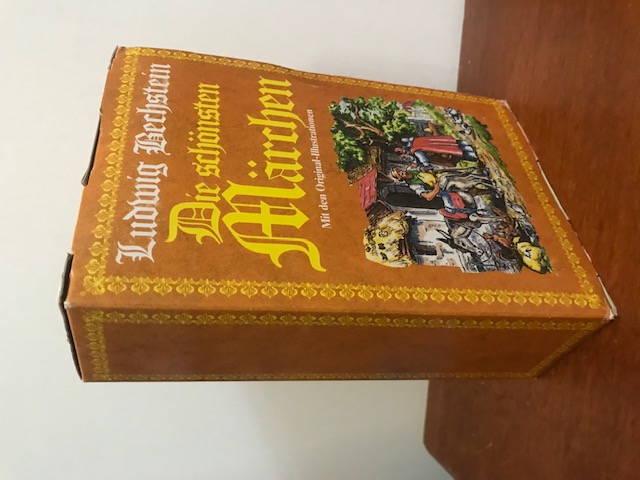 Ludwig Bechstein
Die schönsten
Märchen
Mit den Original-Illustrationen